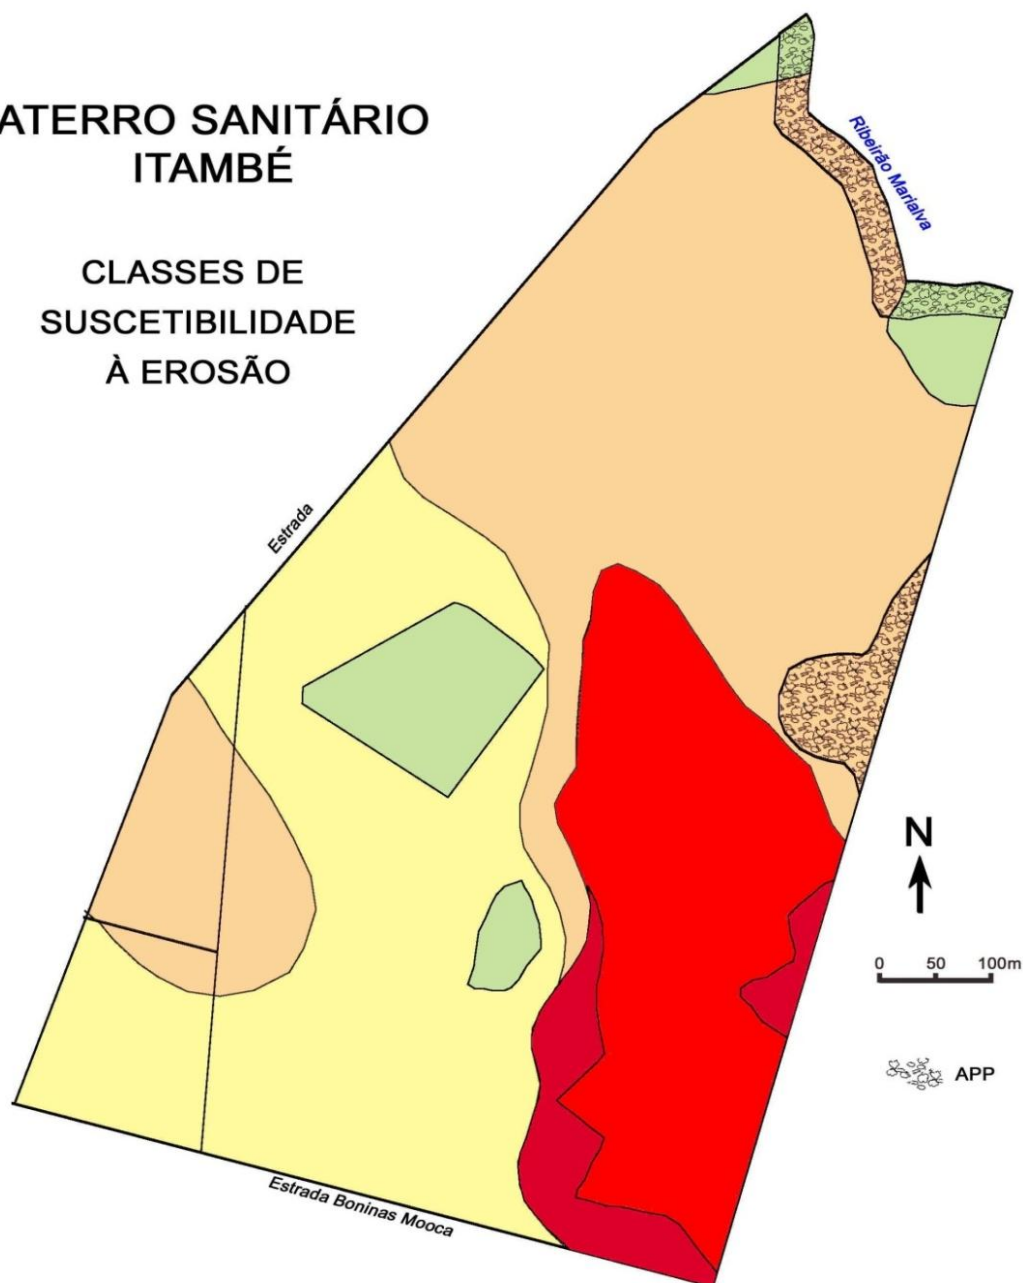 ATERRO SANITÁRIO
ITAMBÉ
CLASSES DE
SUSCETIBILIDADE
À EROSÃO
Ribeirão Marialva
Estrada
N
0 50 100m
APP
Estrada Boninas Mooca